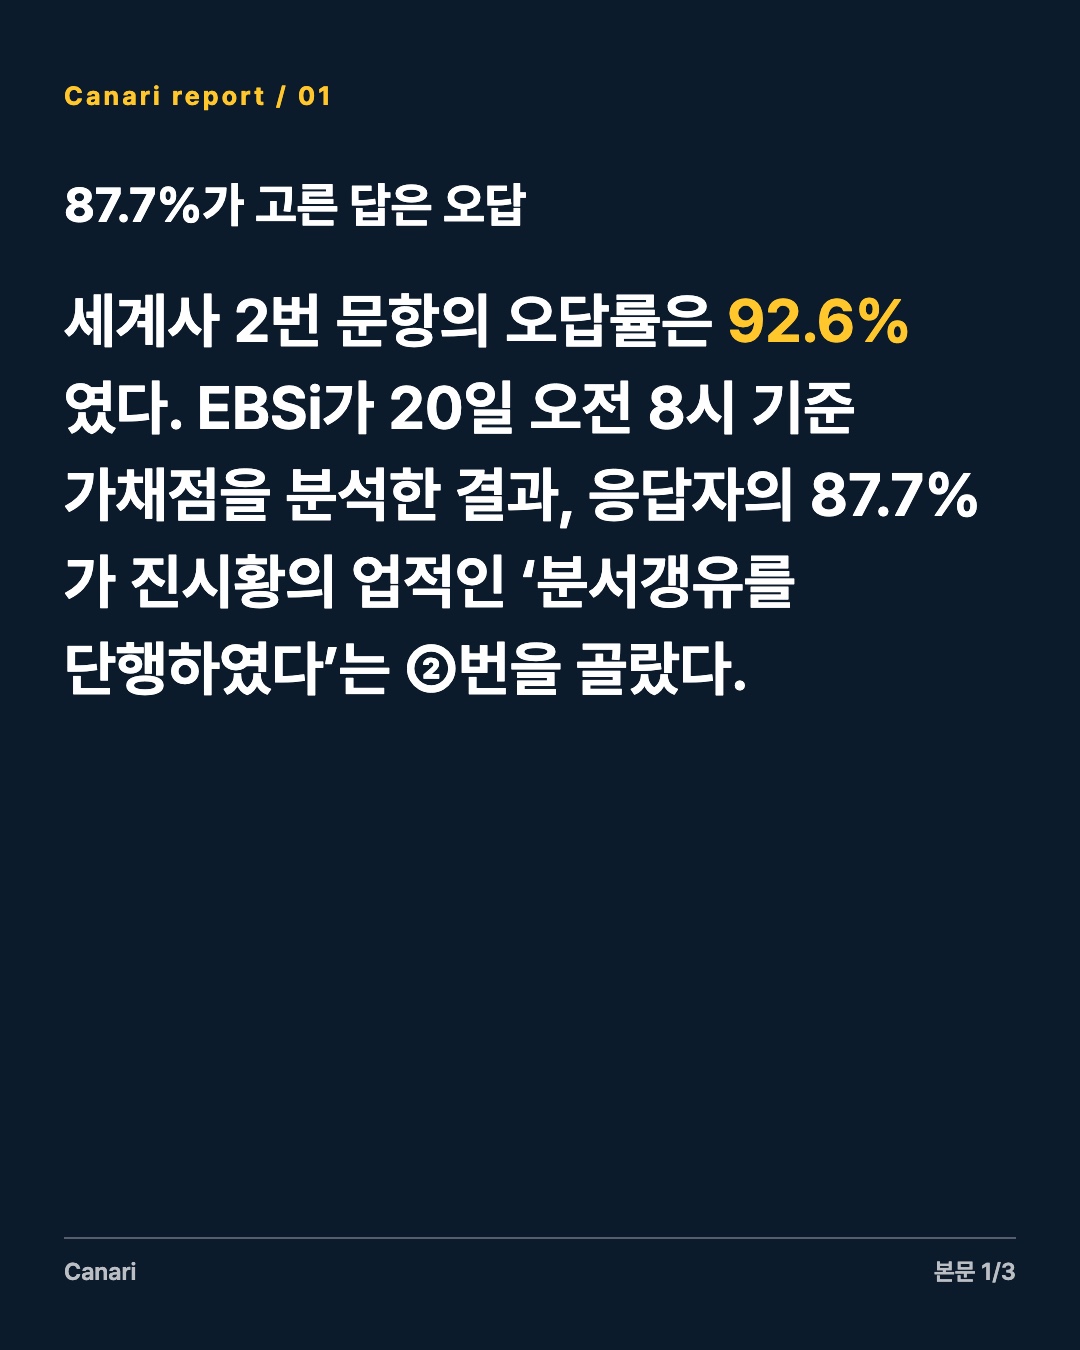 Canari report / 01
87.7%가 고른 답은 오답
세계사 2번 문항의 오답률은 92.6%
였다. EBSi가 20일 오전 8시 기준
가채점을 분석한 결과, 응답자의 87.7%
가 진시황의 업적인 ‘분서갱유를
단행하였다’는 ②번을 골랐다.
Canari
본문 1/3